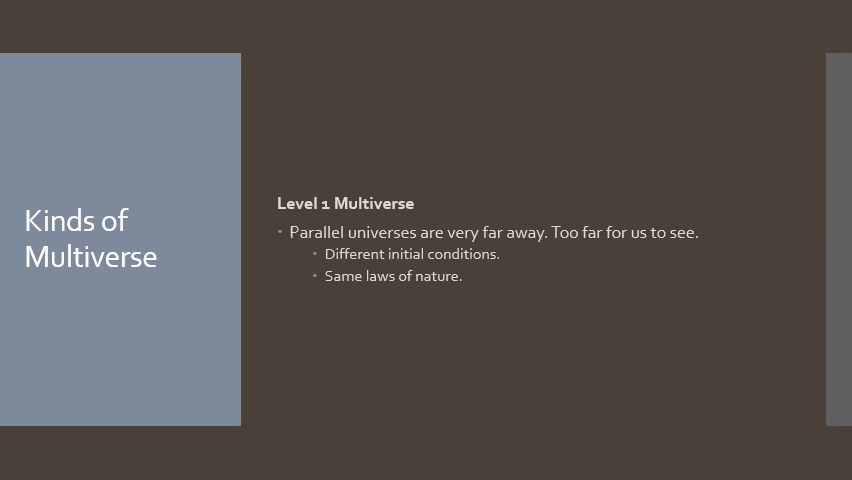 Kinds of
Multiverse
Level 1 Multiverse
• Parallel universes are very far away. Too far for us to see.
• Different initial conditions.
• Same laws of nature.